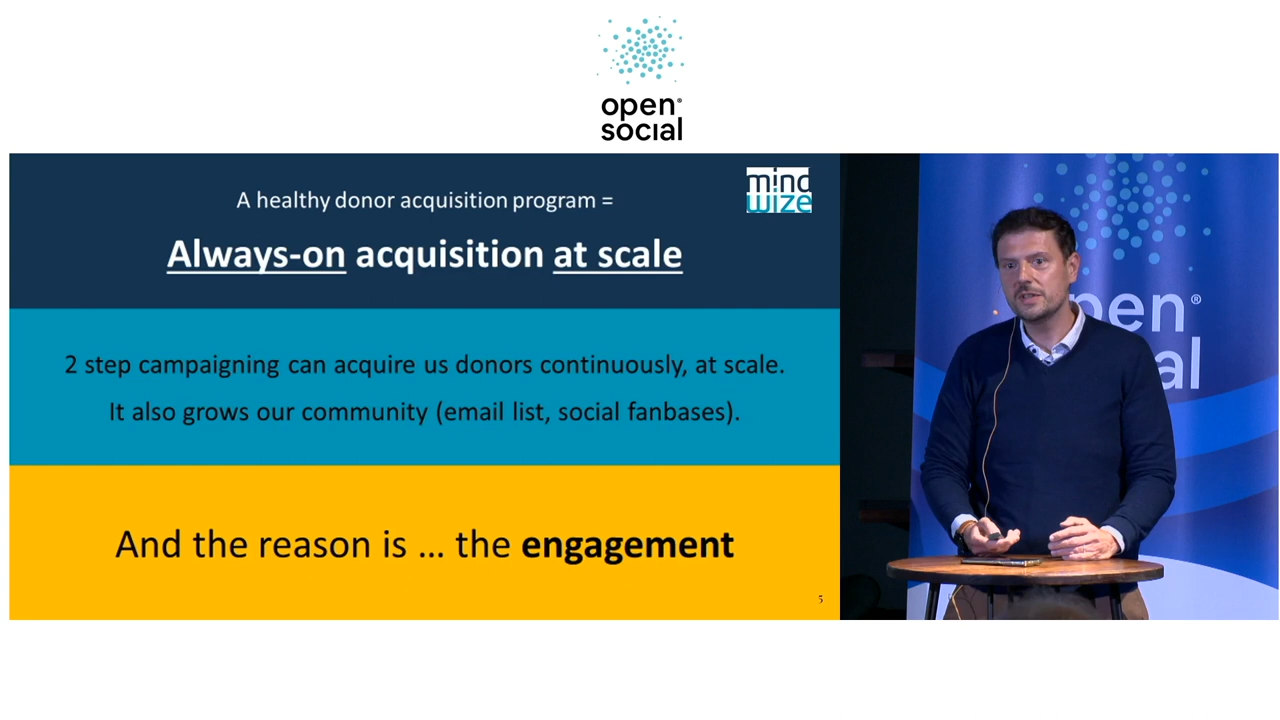 open®
social
A healthy donor acquisition program =
mind
wize
Always-on acquisition at scale
2 step campaigning can acquire us donors continuously, at scale.
It also grows our community (email list, social fanbases).
And the reason is … the engagement
5
open®
social